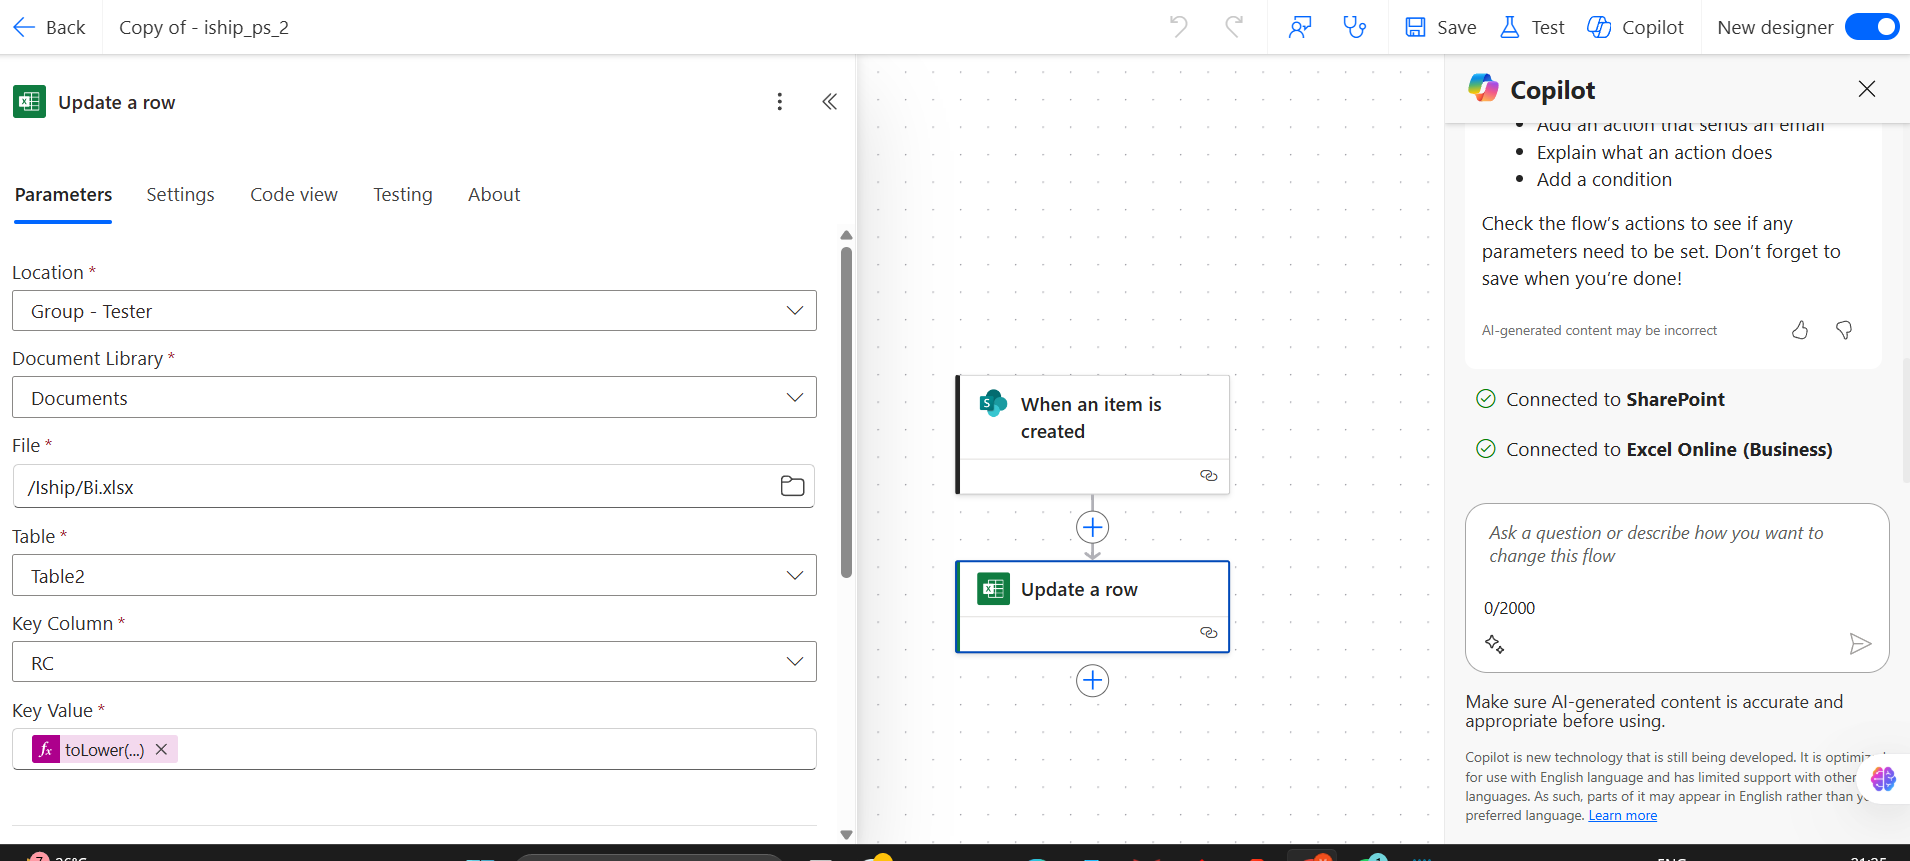 Back
Copy of - iship_ps_2
Save
Test
Copilot
New designer
Update a row
Parameters
Settings
Code view
Testing
About
Location *
Group - Tester
Document Library *
Documents
File *
/Iship/Bi.xlsx
Table *
Table2
Key Column *
RC
Key Value *
fx toLower(...)
When an item is
created
Update a row
Copilot
Add an action that sends an email
Explain what an action does
Add a condition
Check the flow's actions to see if any
parameters need to be set. Don't forget to
save when you're done!
AI-generated content may be incorrect
Connected to SharePoint
Connected to Excel Online (Business)
Ask a question or describe how you want to
change this flow
0/2000
Make sure AI-generated content is accurate and
appropriate before using.
Copilot is new technology that is still being developed. It is
for use with English language and has limited support with other
languages. As such, parts of it may appear in English rather than
preferred language. Learn more